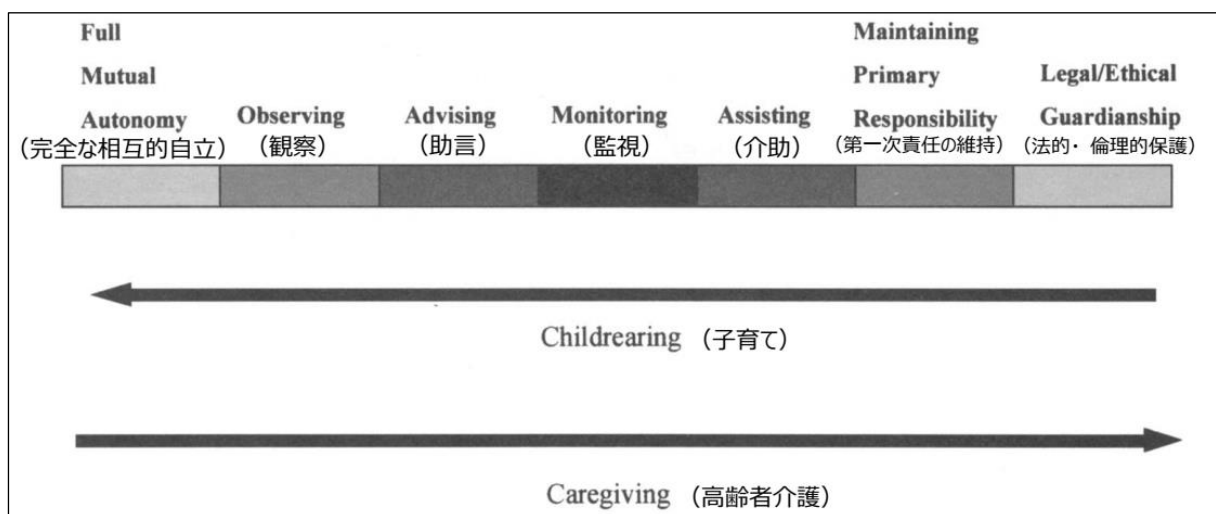 Full
Mutual
Autonomy
(完全な相互的自立)
Observing
(観察)
Advising
(助言)
Monitoring
(監視)
Assisting
(介助)
Maintaining
Primary
Responsibility
(第一次責任の維持)
Legal/Ethical
Guardianship
(法的・倫理的保護)
Childrearing (子育て)
Caregiving (高齢者介護)